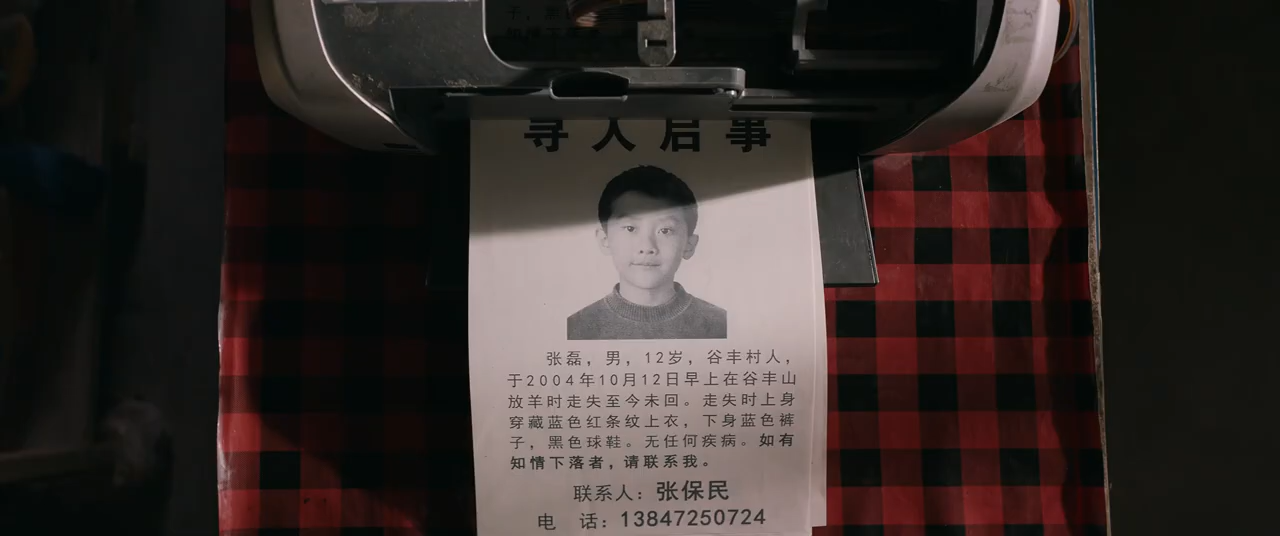 寻人启事
张磊，男，12岁，谷丰村人，
于2004年10月12日早上在谷丰山
放羊时走失至今未回。走失时上身
穿藏蓝色红条纹上衣，下身蓝色裤
子，黑色球鞋。无任何疾病。如有
知情下落者，请联系我。
联系人：张保民
电 话：13847250724